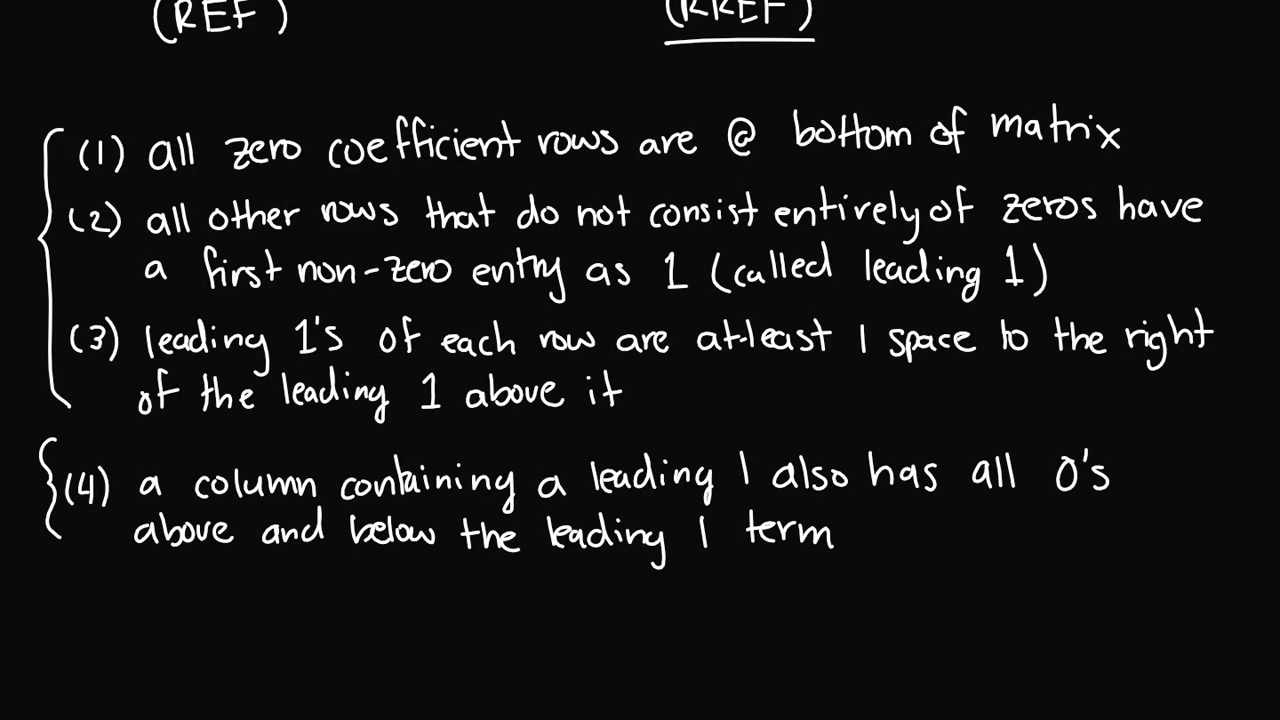 (REF) (RREF)
(1) all zero coefficient rows are @ bottom of matrix
(2) all other rows that do not consist entirely of zeros have
a first non-zero entry as 1 (called leading 1)
(3) leading 1's of each row are at-least 1 space to the right
of the leading 1 above it
(4) a column containing a leading 1 also has all 0's
above and below the leading 1 term